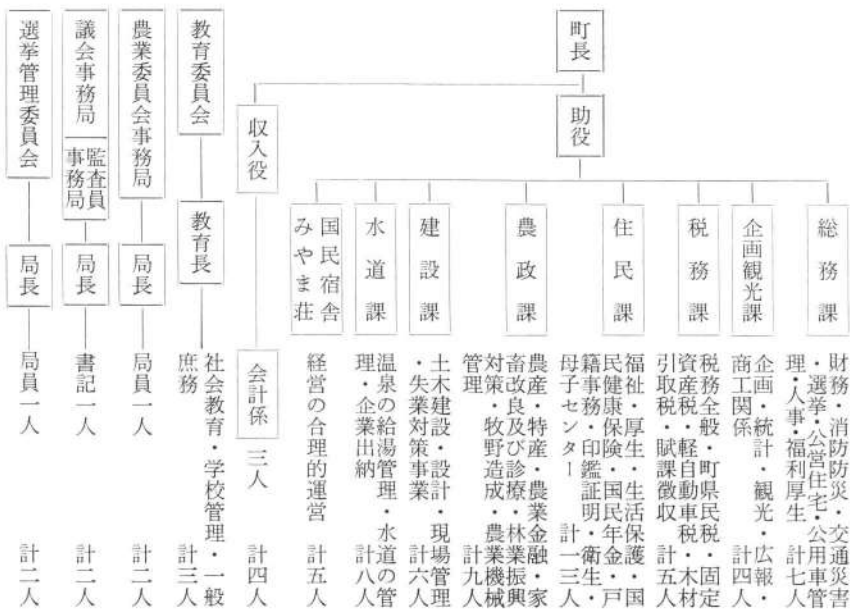 町長
助役
総務課
財務・消防防災・交通災害
・選挙・公営住宅・公用車管
理・人事・福利厚生
計七人
企画観光課
企画・統計・観光・広報・
商工関係
計四人
税務課
税務全般・町県民税・固定
資産税・軽自動車税・木材
引取税・賦課徴収
計五人
住民課
福祉・厚生・生活保護・国
民健康保険・国民年金・戸
籍事務・印鑑証明・衛生・
母子センター
計一三人
農政課
農産・特産・農業金融・家
畜改良及び診療・林業振興
対策・牧野造成・農業機械
管理
計九人
建設課
土木建設・設計・現場管理
・失業対策事業
計六人
水道課
温泉の給湯管理・水道の管
理・企業出納
計八人
国民宿舎
みやま荘
経営の合理的運営
計五人
収入役
会計係
三人
計四人
教育委員会
教育長
社会教育・学校管理・一般
庶務
計三人
農業委員会事務局
局長
局員一人
計二人
議会事務局
監査員
事務局
局長
書記一人
計二人
選挙管理委員会
局長
局員一人
計二人